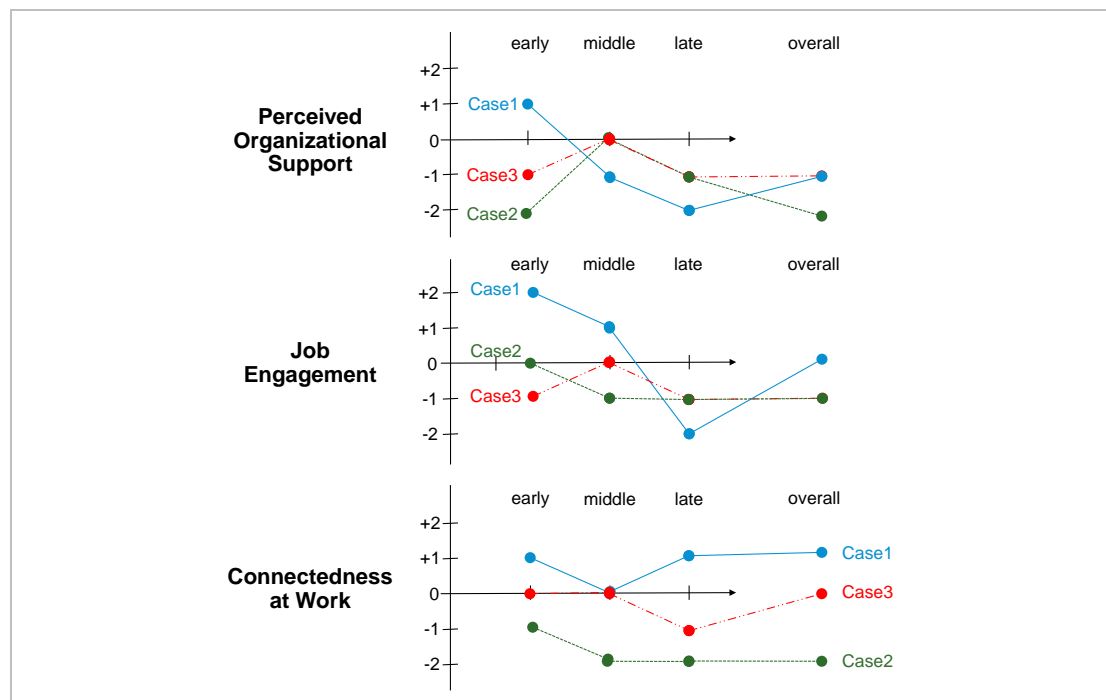 early middle late overall
+2
Case1 +1
Perceived
Organizational
Support
0
Case3 -1
Case2 -2
early middle late overall
Case1 +2
+1
Case2
Job
Engagement
0
Case3 -1
-2
early middle late overall
+2
+1 Case1
Connectedness
at Work
0 Case3
-1
-2 Case2